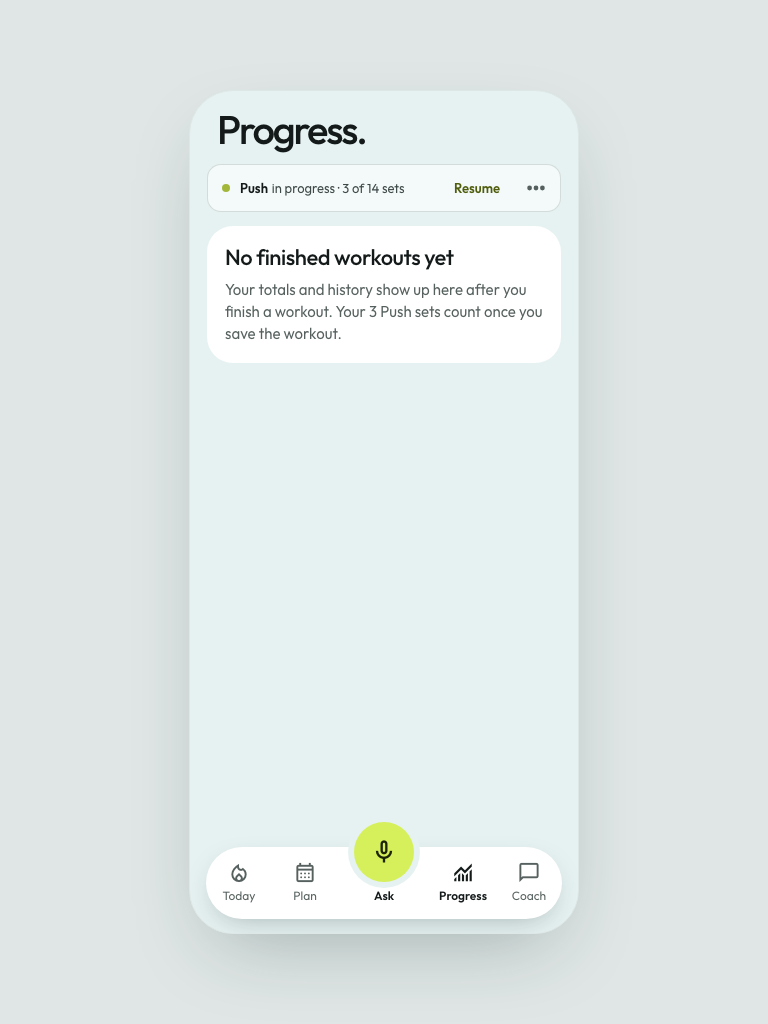 Progress.
Push in progress · 3 of 14 sets Resume •••
No finished workouts yet
Your totals and history show up here after you
finish a workout. Your 3 Push sets count once you
save the workout.
Today Plan Ask Progress Coach